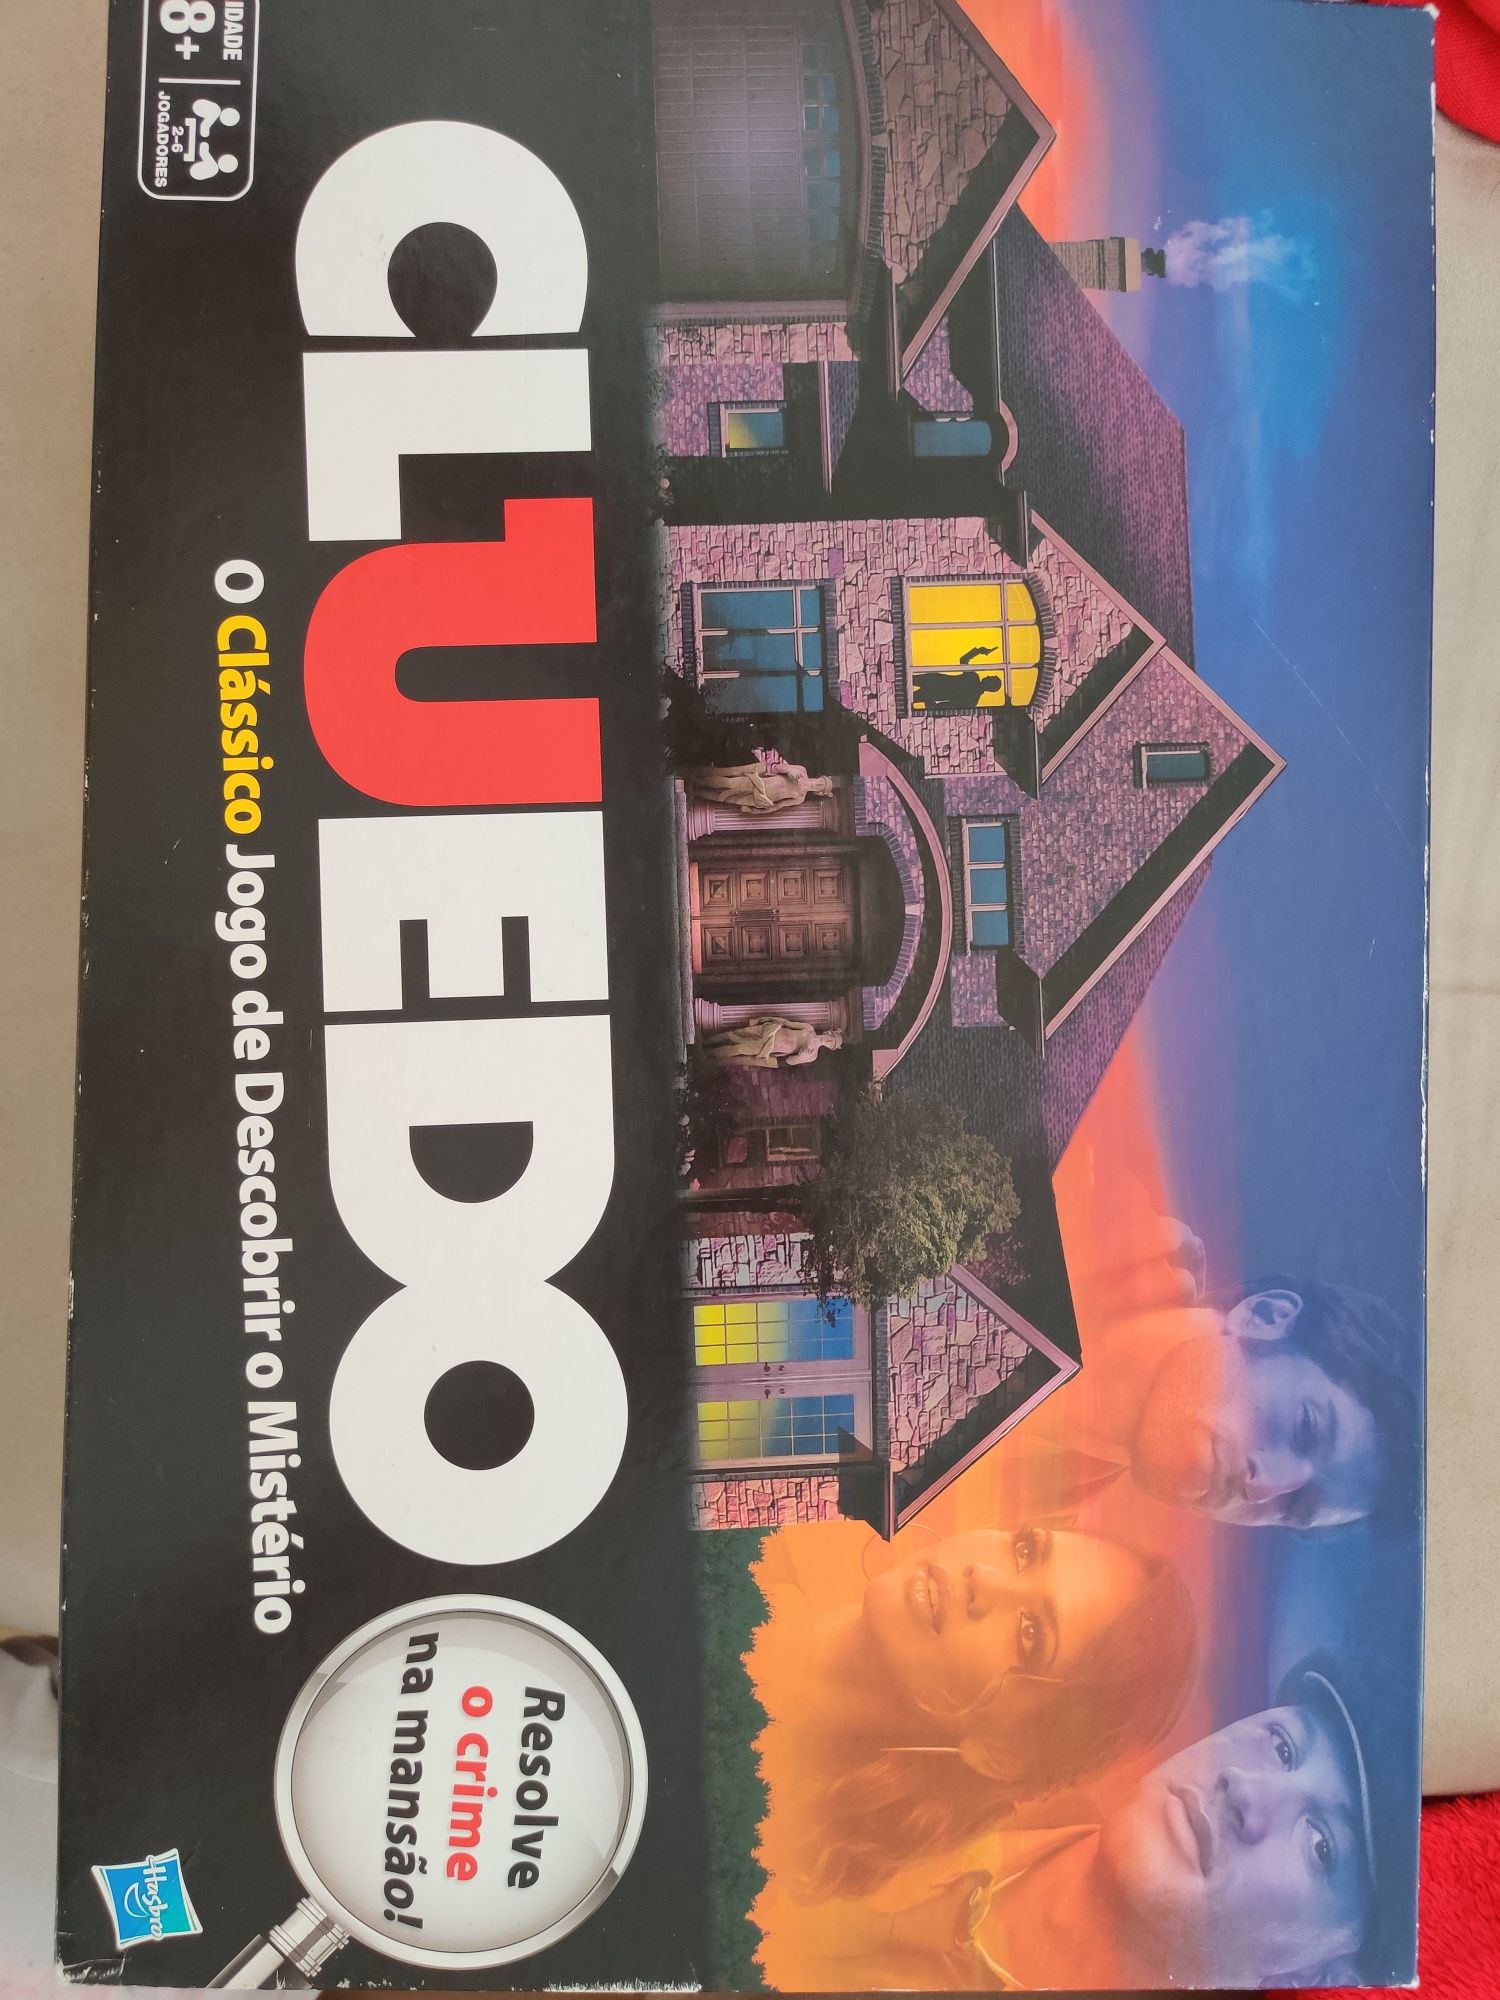 CLUEDO
O Clássico Jogo de Descobrir o Mistério
Resolve
o crime
na mansão!
IDADE
8+
2-6
JOGADORES
Hasbro